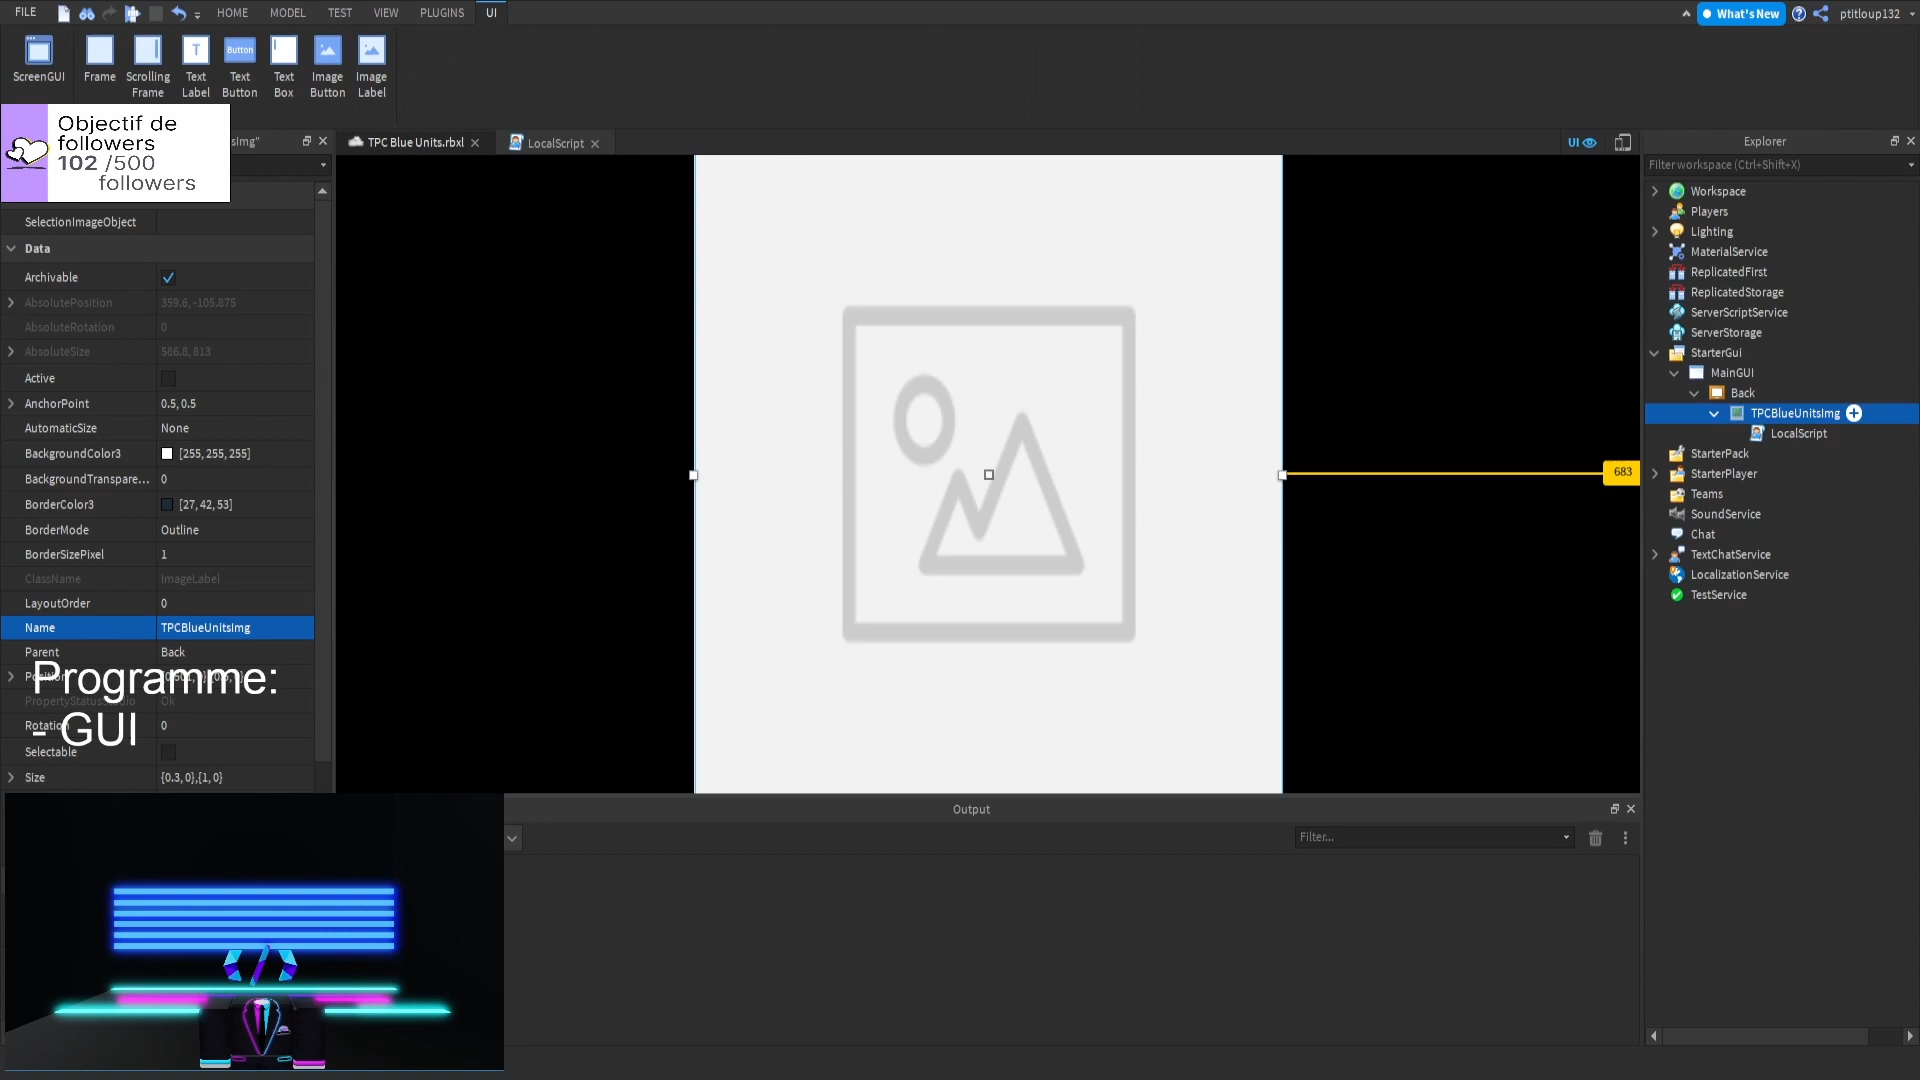 FILE
HOME
MODEL
TEST
VIEW
PLUGINS
UI
What's New
ptitloup132
ScreenGUI
Frame
Scrolling
Frame
Text
Label
Button
Text
Button
Text
Box
Image
Button
Image
Label
Objectif de
followers
102 /500
followers
TPC Blue Units.rbxl
LocalScript
UI
SelectionImageObject
Data
Archivable
AbsolutePosition 359.6, -105.875
AbsoluteRotation 0
AbsoluteSize 586.8, 813
Active
AnchorPoint 0.5, 0.5
AutomaticSize None
BackgroundColor3 [255, 255, 255]
BackgroundTranspare... 0
BorderColor3 [27, 42, 53]
BorderMode Outline
BorderSizePixel 1
ClassName ImageLabel
LayoutOrder 0
Name TPCBlueUnitsImg
Parent Back
Programme:
- GUI
Ok
Rotation 0
Selectable
Size {0.3, 0},{1, 0}
683
Output
Filter...
Explorer
Filter workspace (Ctrl+Shift+X)
Workspace
Players
Lighting
MaterialService
ReplicatedFirst
ReplicatedStorage
ServerScriptService
ServerStorage
StarterGui
MainGUI
Back
TPCBlueUnitsImg
LocalScript
StarterPack
StarterPlayer
Teams
SoundService
Chat
TextChatService
LocalizationService
TestService